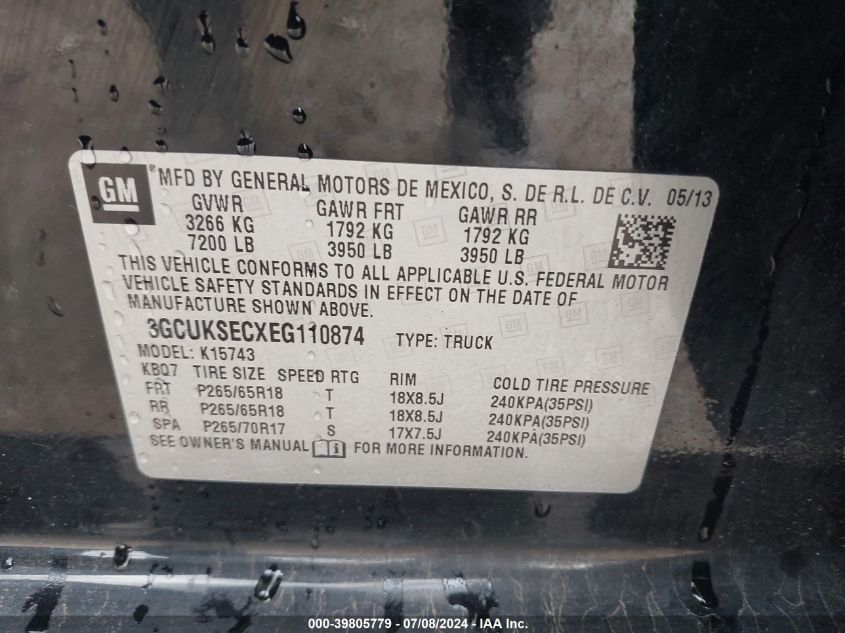 GM ® MFD BY GENERAL MOTORS DE MEXICO, S. DE R.L. DE C.V. 05/13
GVWR GAWR FRT GAWR RR
3266 KG 1792 KG 1792 KG
7200 LB 3950 LB 3950 LB
THIS VEHICLE CONFORMS TO ALL APPLICABLE U.S. FEDERAL MOTOR
VEHICLE SAFETY STANDARDS IN EFFECT ON THE DATE OF
MANUFACTURE SHOWN ABOVE.
3GCUKSECXEG110874 TYPE: TRUCK
MODEL: K15743
KBQ7 TIRE SIZE SPEED RTG RIM COLD TIRE PRESSURE
FRT P265/65R18 T 18X8.5J 240KPA(35PSI)
RR P265/65R18 T 18X8.5J 240KPA(35PSI)
SPA P265/70R17 S 17X7.5J 240KPA(35PSI)
SEE OWNER'S MANUAL FOR MORE INFORMATION.
000-39805779 - 07/08/2024 - IAA Inc.